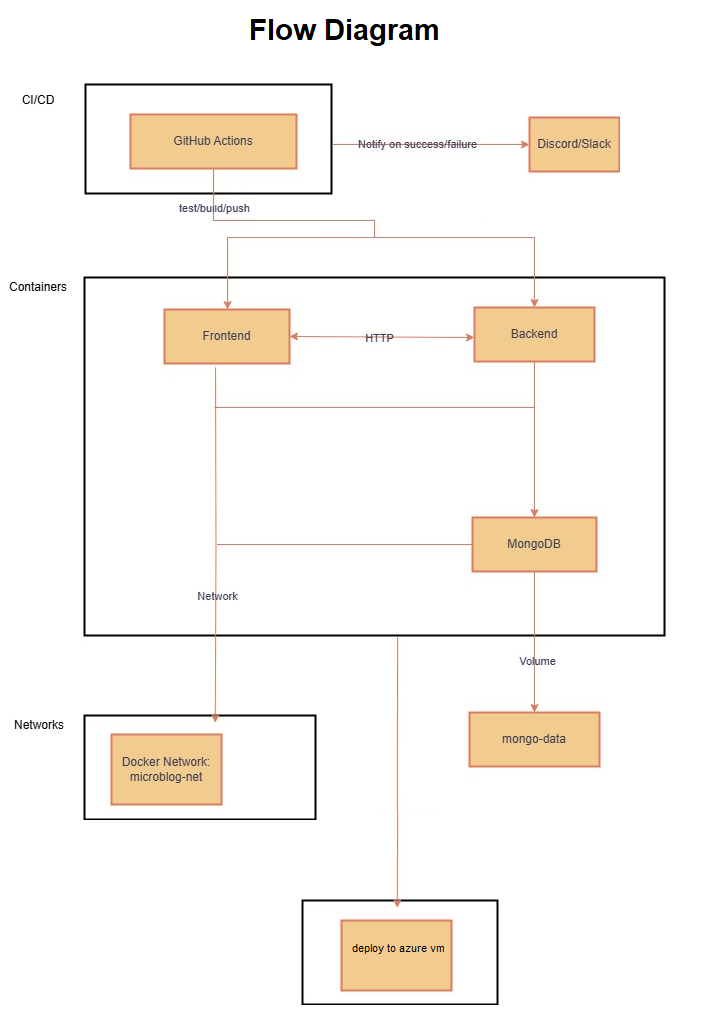 Flow Diagram
CI/CD
GitHub Actions
Notify on success/failure
Discord/Slack
test/build/push
Containers
Frontend
HTTP
Backend
MongoDB
Network
Volume
Networks
Docker Network:
microblog-net
mongo-data
deploy to azure vm